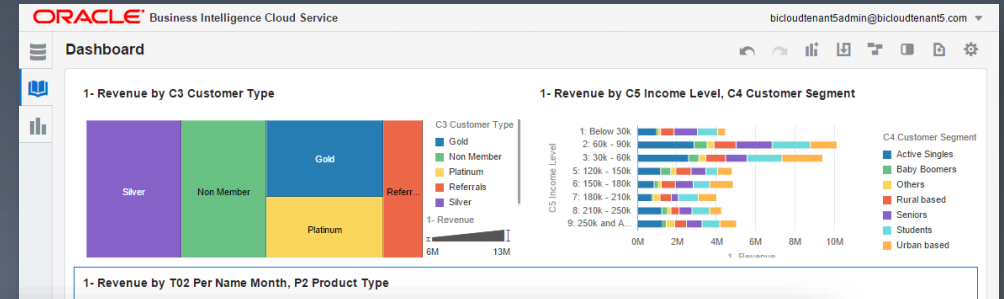 ORACLE Business Intelligence Cloud Service
bicloudtenant5admin@bicloudtenant5.com
Dashboard
1- Revenue by C3 Customer Type
Silver
Non Member
Gold
Platinum
Referr...
C3 Customer Type
Gold
Non Member
Platinum
Referrals
Silver
1- Revenue
6M 13M
1- Revenue by C5 Income Level, C4 Customer Segment
C5 Income Level
1: Below 30k
2: 60k - 90k
3: 30k - 60k
5: 120k - 150k
6: 150k - 180k
7: 180k - 210k
8: 210k - 250k
9: 250k and A...
0M 2M 4M 6M 8M 10M
1- Revenue
C4 Customer Segment
Active Singles
Baby Boomers
Others
Rural based
Seniors
Students
Urban based
1- Revenue by T02 Per Name Month, P2 Product Type